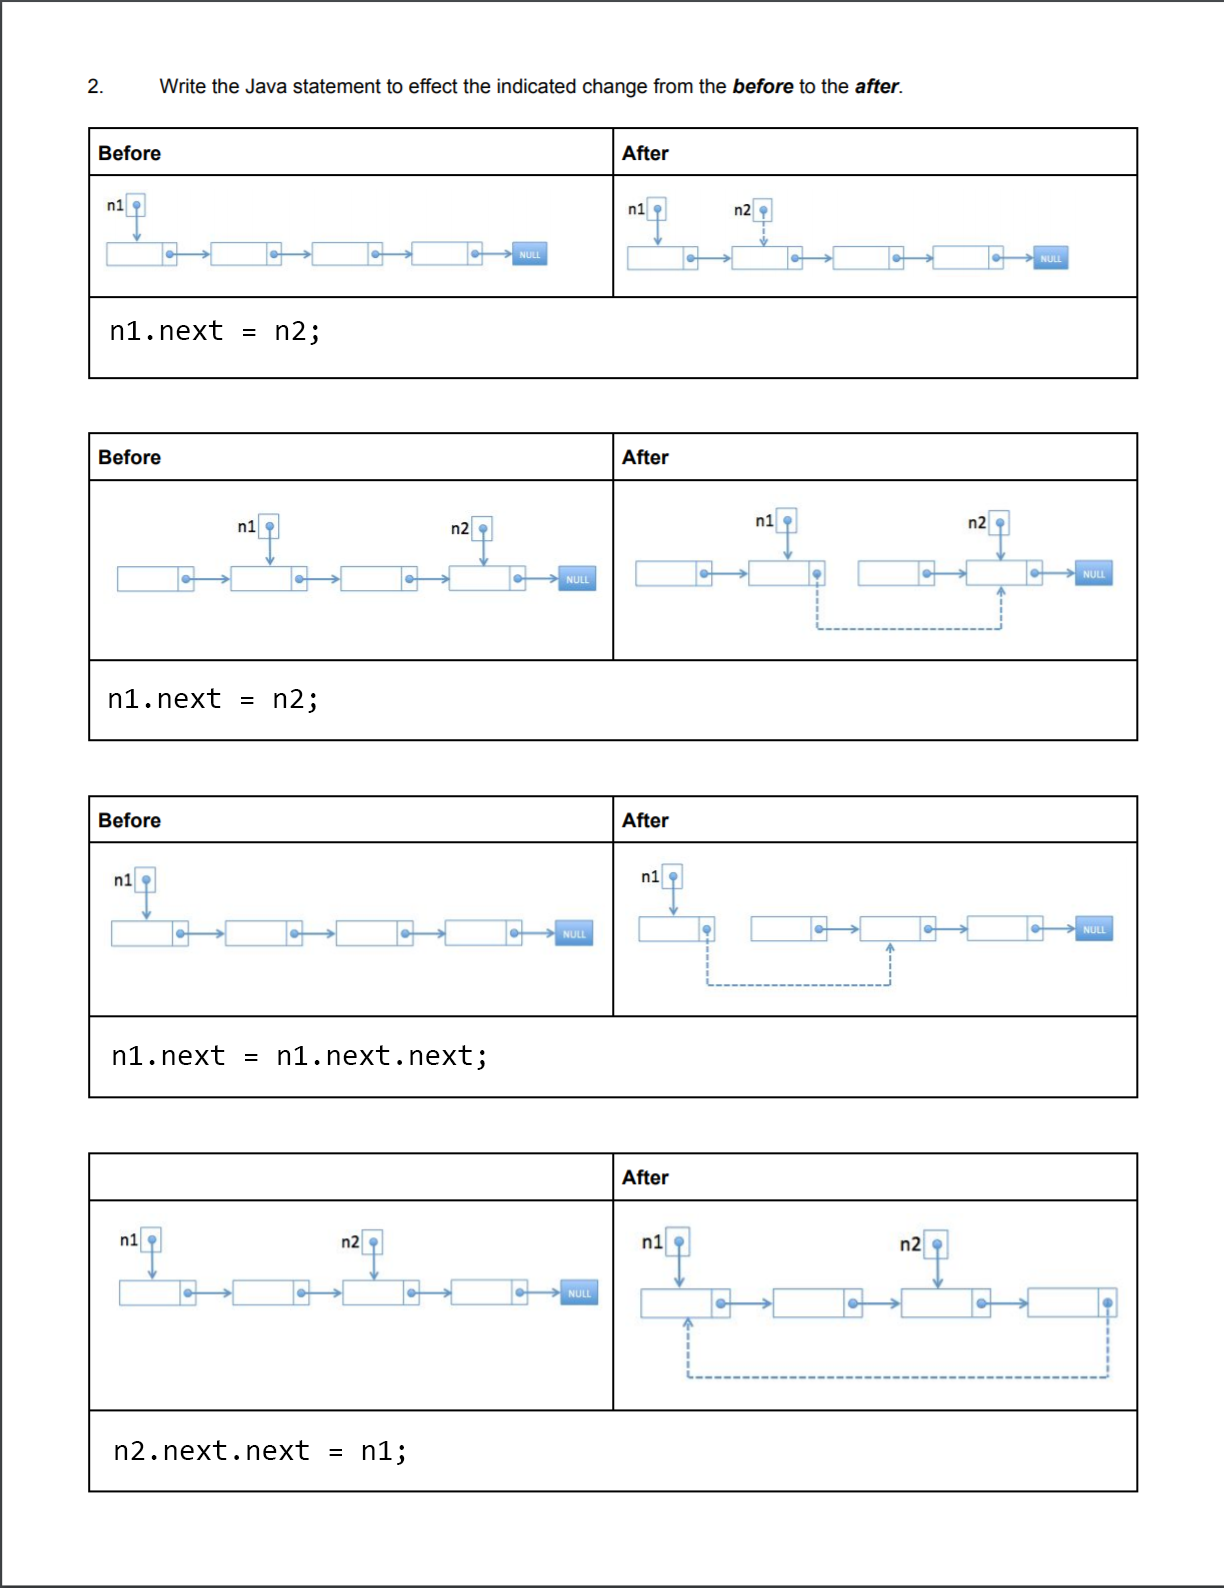 2. Write the Java statement to effect the indicated change from the before to the after.
Before After
n1
NULL
n1 n2
NULL
n1.next = n2;
Before After
n1 n2
NULL
n1 n2
NULL
n1.next = n2;
Before After
n1
NULL
n1
NULL
n1.next = n1.next.next;
After
n1 n2
NULL
n1 n2
n2.next.next = n1;